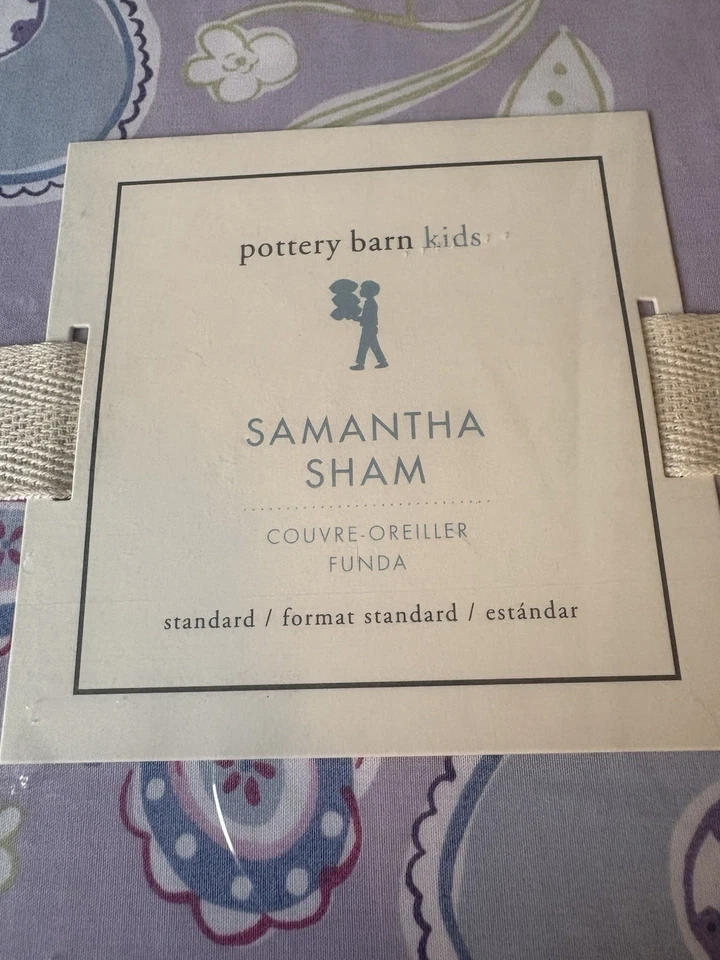 pottery barn kids
SAMANTHA
SHAM
COUVRE-OREILLER
FUNDA
standard / format standard / estándar